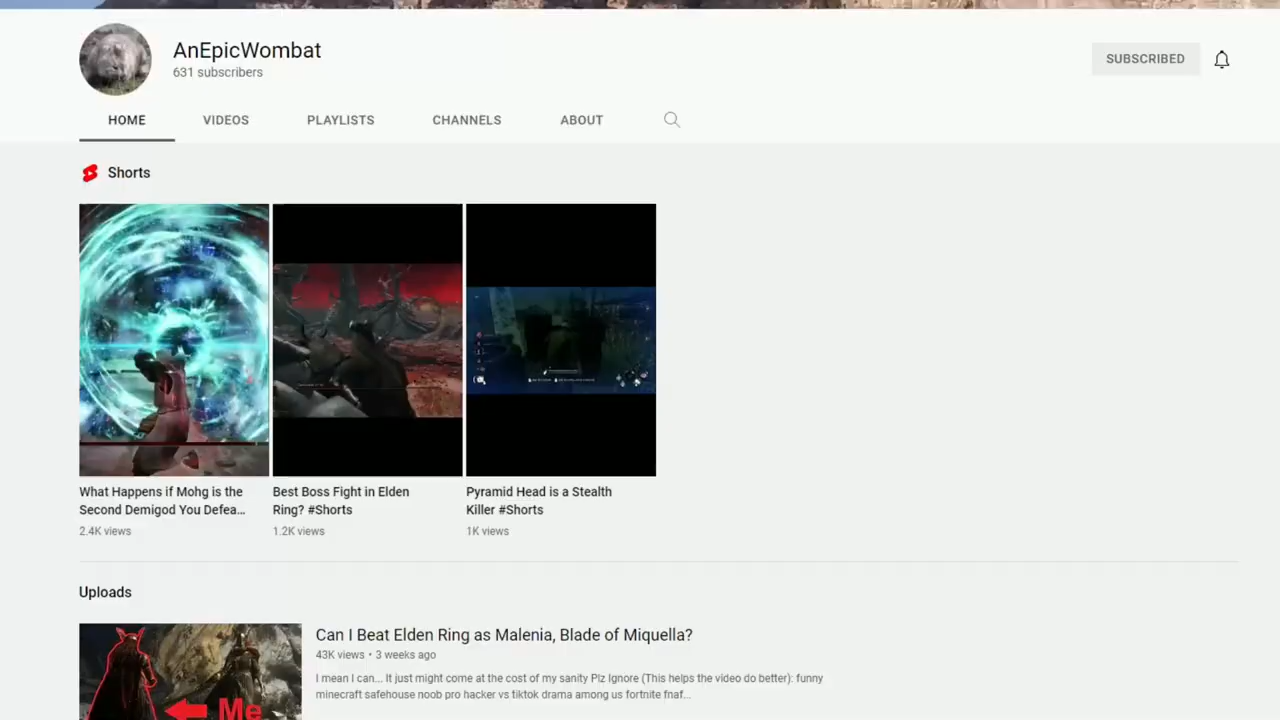 AnEpicWombat
631 subscribers
SUBSCRIBED
HOME
VIDEOS
PLAYLISTS
CHANNELS
ABOUT
Shorts
What Happens if Mohg is the
Second Demigod You Defea...
2.4K views
Best Boss Fight in Elden
Ring? #Shorts
1.2K views
Pyramid Head is a Stealth
Killer #Shorts
1K views
Uploads
Me
Can I Beat Elden Ring as Malenia, Blade of Miquella?
43K views • 3 weeks ago
I mean I can... It just might come at the cost of my sanity Plz Ignore (This helps the video do better): funny
minecraft safehouse noob pro hacker vs tiktok drama among us fortnite fnaf...